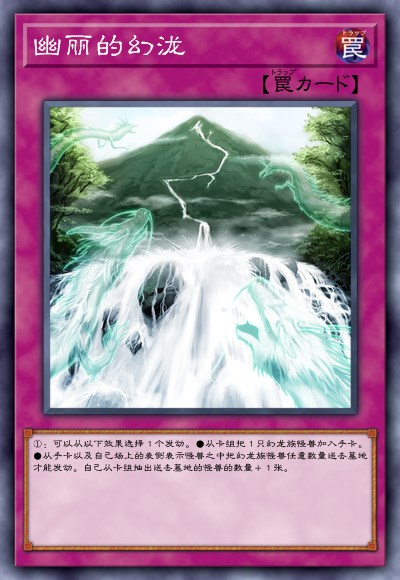 幽丽的幻泷
トラップ
罠
【罠カード】
トラップ
①：可以从以下效果选择1个发动。●从卡组把1只幻龙族怪兽加入手卡。
●从手卡以及自己场上的表侧表示怪兽之中把幻龙族怪兽任意数量送去墓地
才能发动。自己从卡组抽出送去墓地的怪兽的数量＋1张。